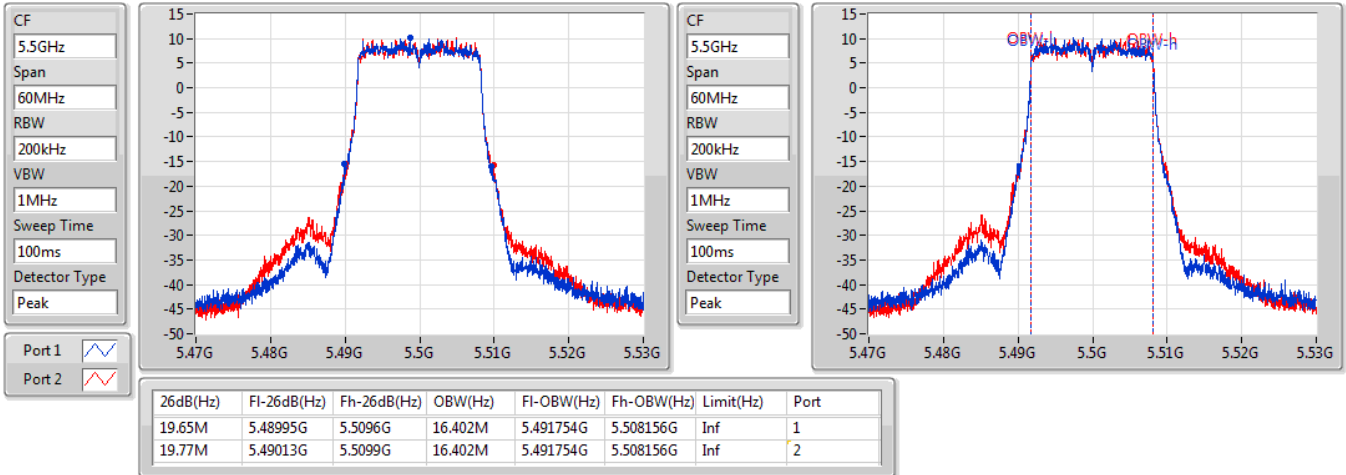 CF
5.5GHz
Span
60MHz
RBW
200kHz
VBW
1MHz
Sweep Time
100ms
Detector Type
Peak
Port 1
Port 2
15
10
5
0
-5
-10
-15
-20
-25
-30
-35
-40
-45
-50
5.47G 5.48G 5.49G 5.5G 5.51G 5.52G 5.53G
CF
5.5GHz
Span
60MHz
RBW
200kHz
VBW
1MHz
Sweep Time
100ms
Detector Type
Peak
15
10
5
0
-5
-10
-15
-20
-25
-30
-35
-40
-45
-50
OBW-l OBW-h
OBW-l OBW-h
5.47G 5.48G 5.49G 5.5G 5.51G 5.52G 5.53G
26dB(Hz) Fl-26dB(Hz) Fh-26dB(Hz) OBW(Hz) Fl-OBW(Hz) Fh-OBW(Hz) Limit(Hz) Port
19.65M 5.48995G 5.5096G 16.402M 5.491754G 5.508156G Inf 1
19.77M 5.49013G 5.5099G 16.402M 5.491754G 5.508156G Inf 2